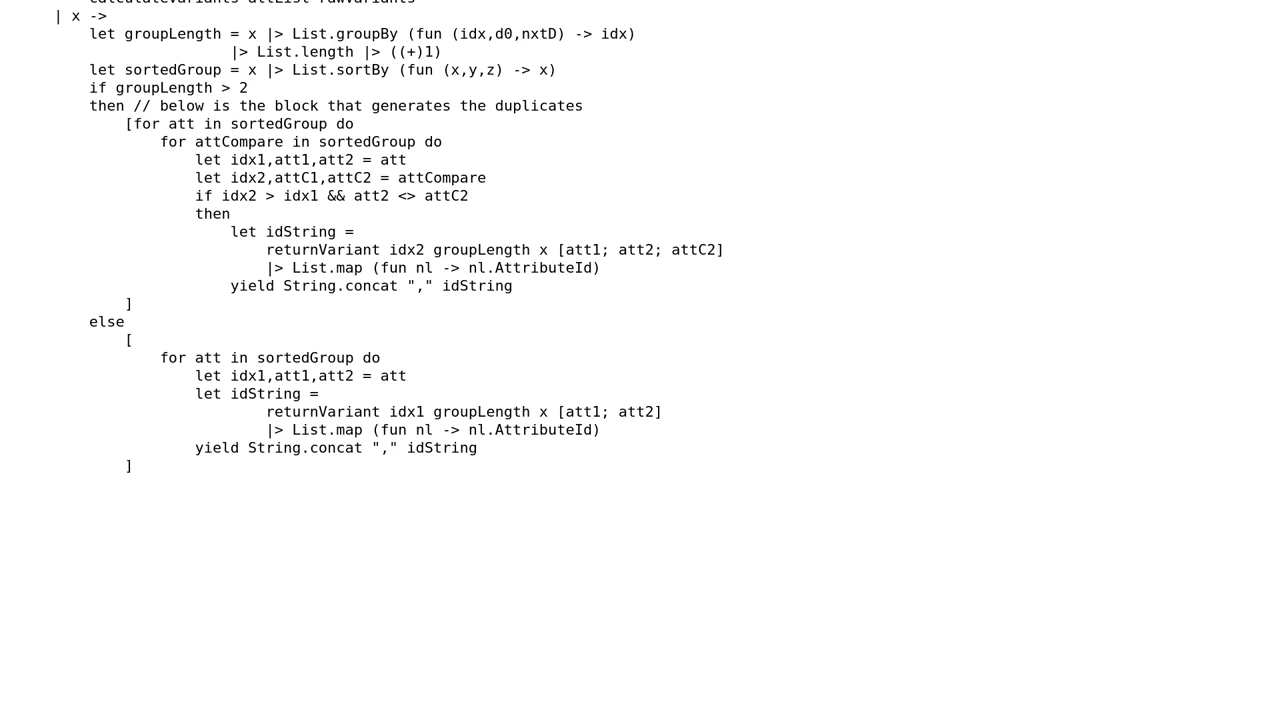 | x ->
let groupLength = x |> List.groupBy (fun (idx,d0,nxtD) -> idx)
|> List.length |> ((+)1)
let sortedGroup = x |> List.sortBy (fun (x,y,z) -> x)
if groupLength > 2
then // below is the block that generates the duplicates
[for att in sortedGroup do
for attCompare in sortedGroup do
let idx1,att1,att2 = att
let idx2,attC1,attC2 = attCompare
if idx2 > idx1 && att2 <> attC2
then
let idString =
returnVariant idx2 groupLength x [att1; att2; attC2]
|> List.map (fun nl -> nl.AttributeId)
yield String.concat "," idString
]
else
[
for att in sortedGroup do
let idx1,att1,att2 = att
let idString =
returnVariant idx1 groupLength x [att1; att2]
|> List.map (fun nl -> nl.AttributeId)
yield String.concat "," idString
]